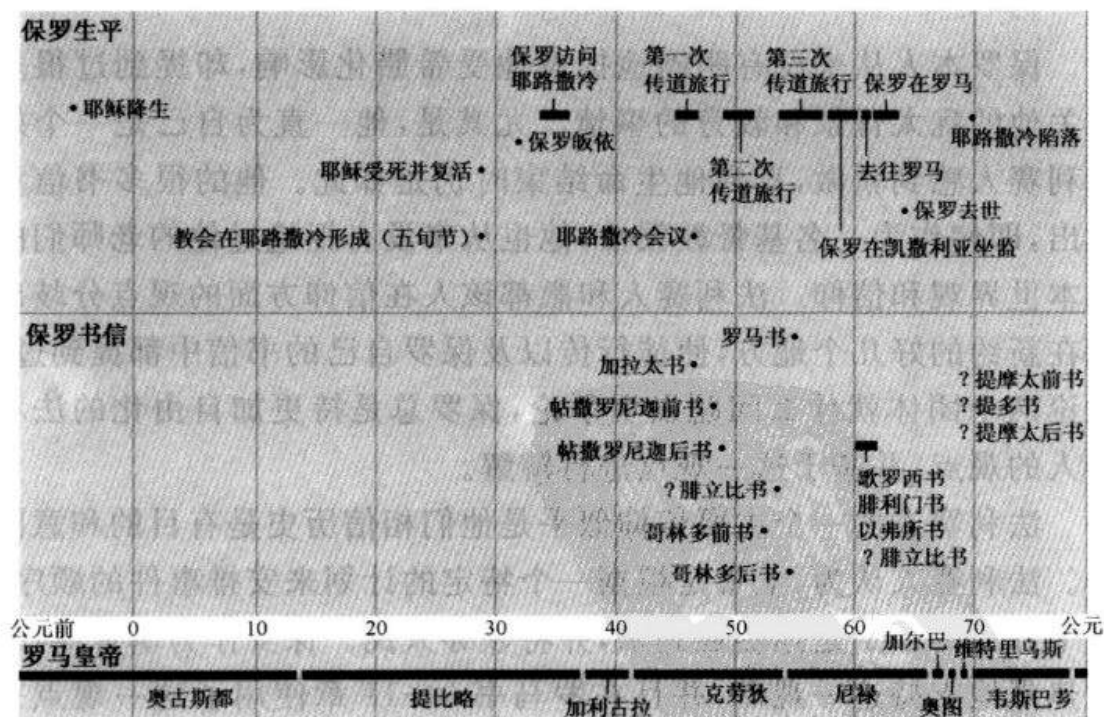 保罗生平
保罗访问
耶路撒冷
第一次
传道旅行
第三次
传道旅行
保罗在罗马
•耶稣降生
•保罗皈依
耶路撒冷陷落
耶稣受死并复活•
第二次
传道旅行
去往罗马
•保罗去世
教会在耶路撒冷形成（五旬节）•
耶路撒冷会议•
保罗在凯撒利亚坐监
保罗书信
罗马书•
加拉太书•
？提摩太前书
？提多书
？提摩太后书
帖撒罗尼迦前书•
帖撒罗尼迦后书•
？腓立比书•
歌罗西书
腓利门书
以弗所书
？腓立比书
哥林多前书•
哥林多后书•
公元前 0 10 20 30 40 50 60 70 公元
罗马皇帝
加尔巴
维特里乌斯
奥古斯都
提比略
加利古拉
克劳狄
尼禄
奥图
韦斯巴芗